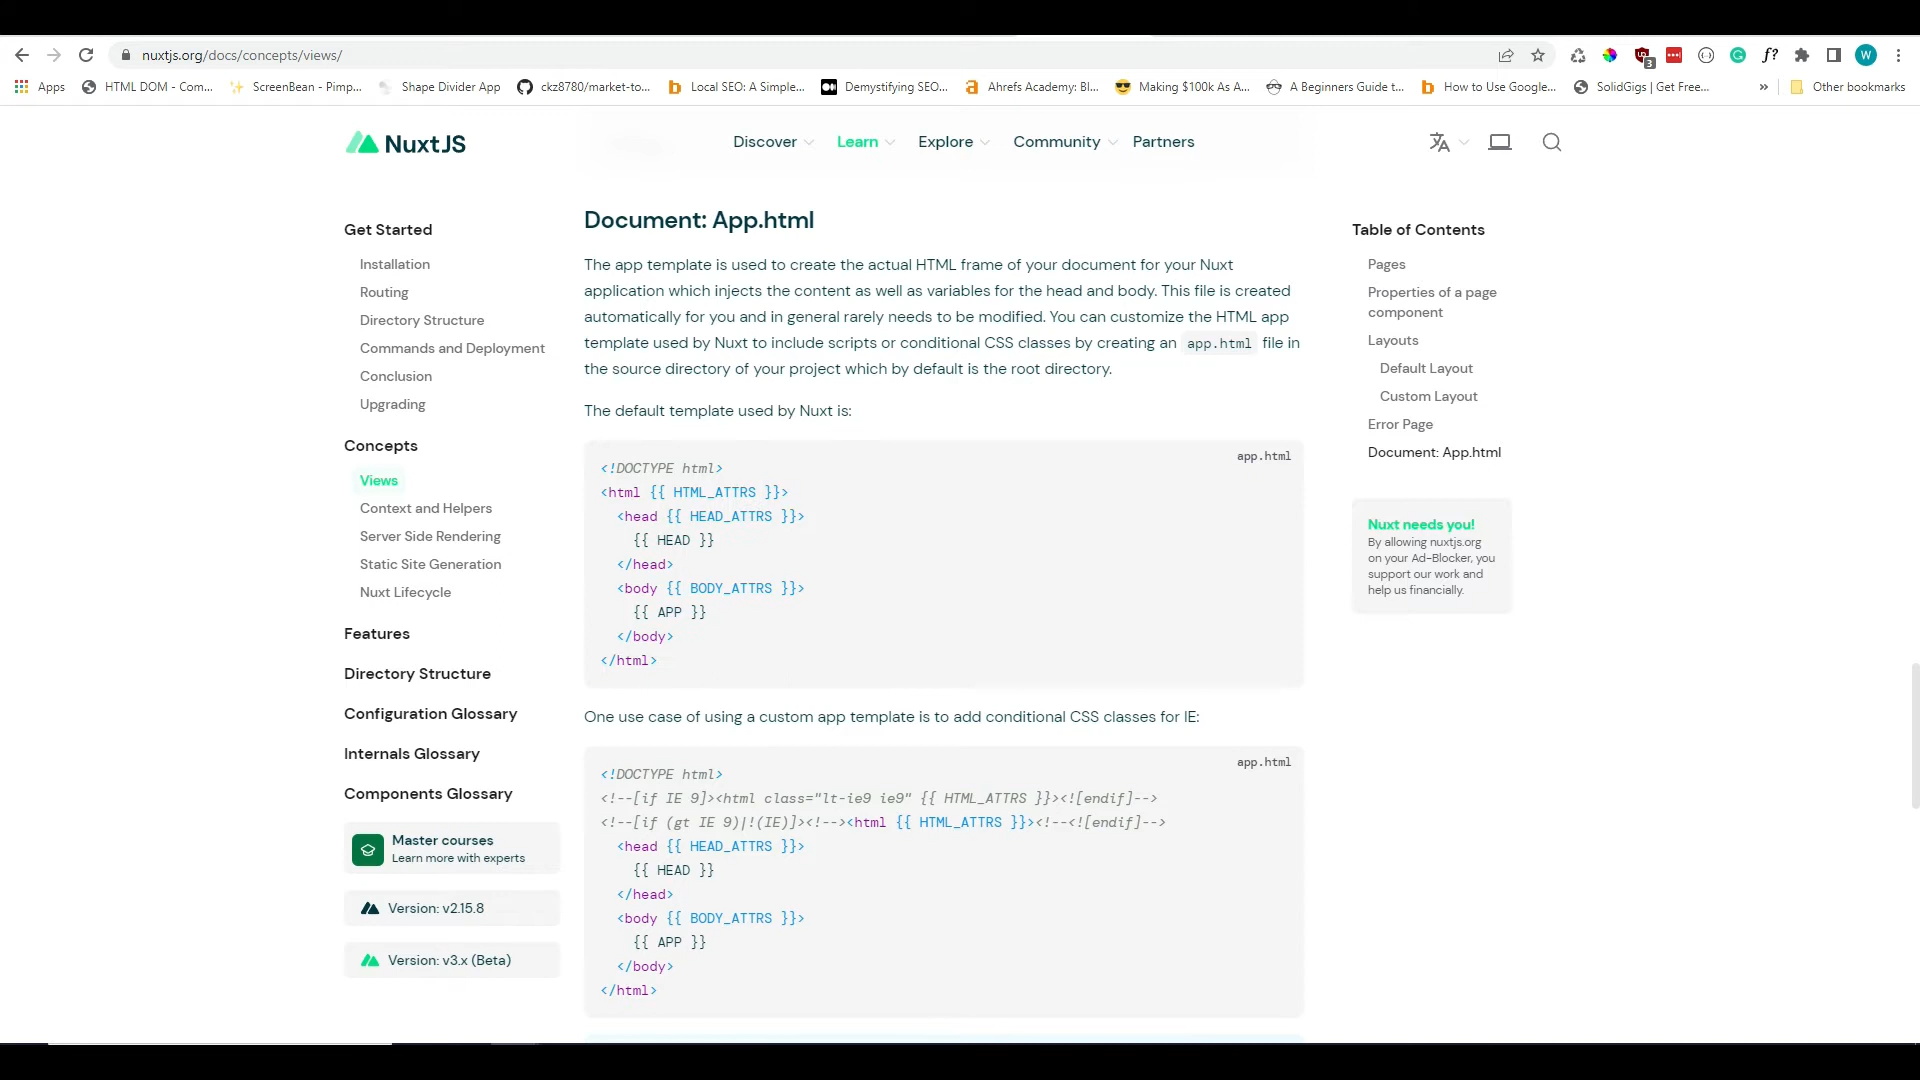 nuxtjs.org/docs/concepts/views/
3
f?
W
Apps
HTML DOM - Com...
ScreenBean - Pimp...
Shape Divider App
ckz8780/market-to...
Local SEO: A Simple...
Demystifying SEO...
Ahrefs Academy: Bl...
Making $100k As A...
A Beginners Guide t...
How to Use Google...
SolidGigs | Get Free...
»
Other bookmarks
NuxtJS
Discover
Learn
Explore
Community
Partners
Get Started
Installation
Routing
Directory Structure
Commands and Deployment
Conclusion
Upgrading
Concepts
Views
Context and Helpers
Server Side Rendering
Static Site Generation
Nuxt Lifecycle
Features
Directory Structure
Configuration Glossary
Internals Glossary
Components Glossary
Master courses
Learn more with experts
Version: v2.15.8
Version: v3.x (Beta)
Document: App.html
The app template is used to create the actual HTML frame of your document for your Nuxt
application which injects the content as well as variables for the head and body. This file is created
automatically for you and in general rarely needs to be modified. You can customize the HTML app
template used by Nuxt to include scripts or conditional CSS classes by creating an app.html file in
the source directory of your project which by default is the root directory.
The default template used by Nuxt is:
app.html
<!DOCTYPE html>
<html {{ HTML_ATTRS }}>
<head {{ HEAD_ATTRS }}>
{{ HEAD }}
</head>
<body {{ BODY_ATTRS }}>
{{ APP }}
</body>
</html>
One use case of using a custom app template is to add conditional CSS classes for IE:
app.html
<!DOCTYPE html>
<!--[if IE 9]><html class="lt-ie9 ie9" {{ HTML_ATTRS }}><![endif]-->
<!--[if (gt IE 9)|!(IE)]><!--><html {{ HTML_ATTRS }}><!--<![endif]-->
<head {{ HEAD_ATTRS }}>
{{ HEAD }}
</head>
<body {{ BODY_ATTRS }}>
{{ APP }}
</body>
</html>
Table of Contents
Pages
Properties of a page
component
Layouts
Default Layout
Custom Layout
Error Page
Document: App.html
Nuxt needs you!
By allowing nuxtjs.org
on your Ad-Blocker, you
support our work and
help us financially.